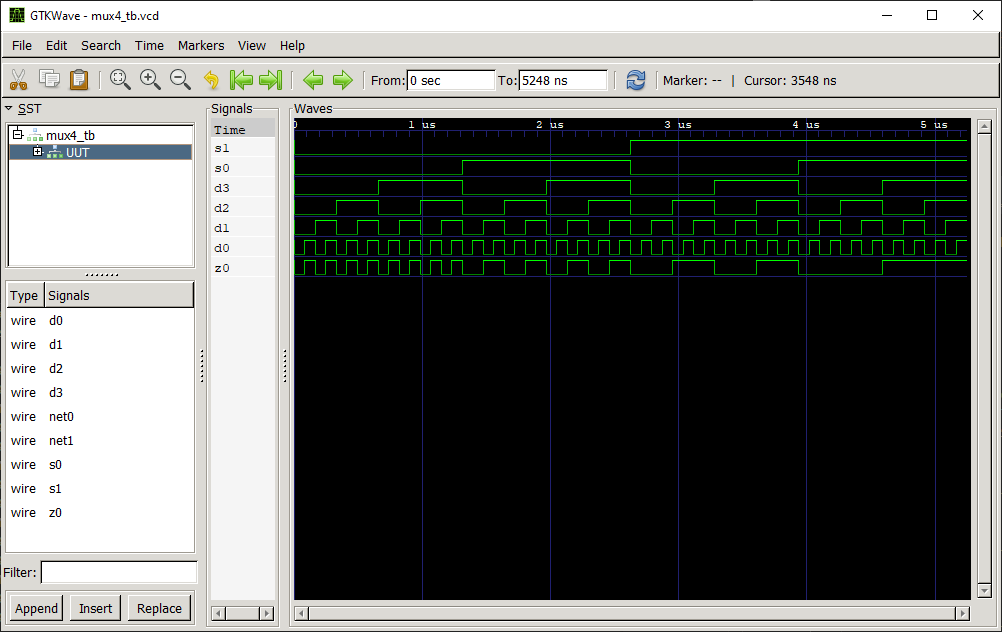 GTKWave - mux4_tb.vcd
File Edit Search Time Markers View Help
From: 0 sec To: 5248 ns Marker: -- | Cursor: 3548 ns
SST
mux4_tb
UUT
Type Signals
wire d0
wire d1
wire d2
wire d3
wire net0
wire net1
wire s0
wire s1
wire z0
Filter:
Append Insert Replace
Signals
Time
s1
s0
d3
d2
d1
d0
z0
Waves
0 1 us 2 us 3 us 4 us 5 us